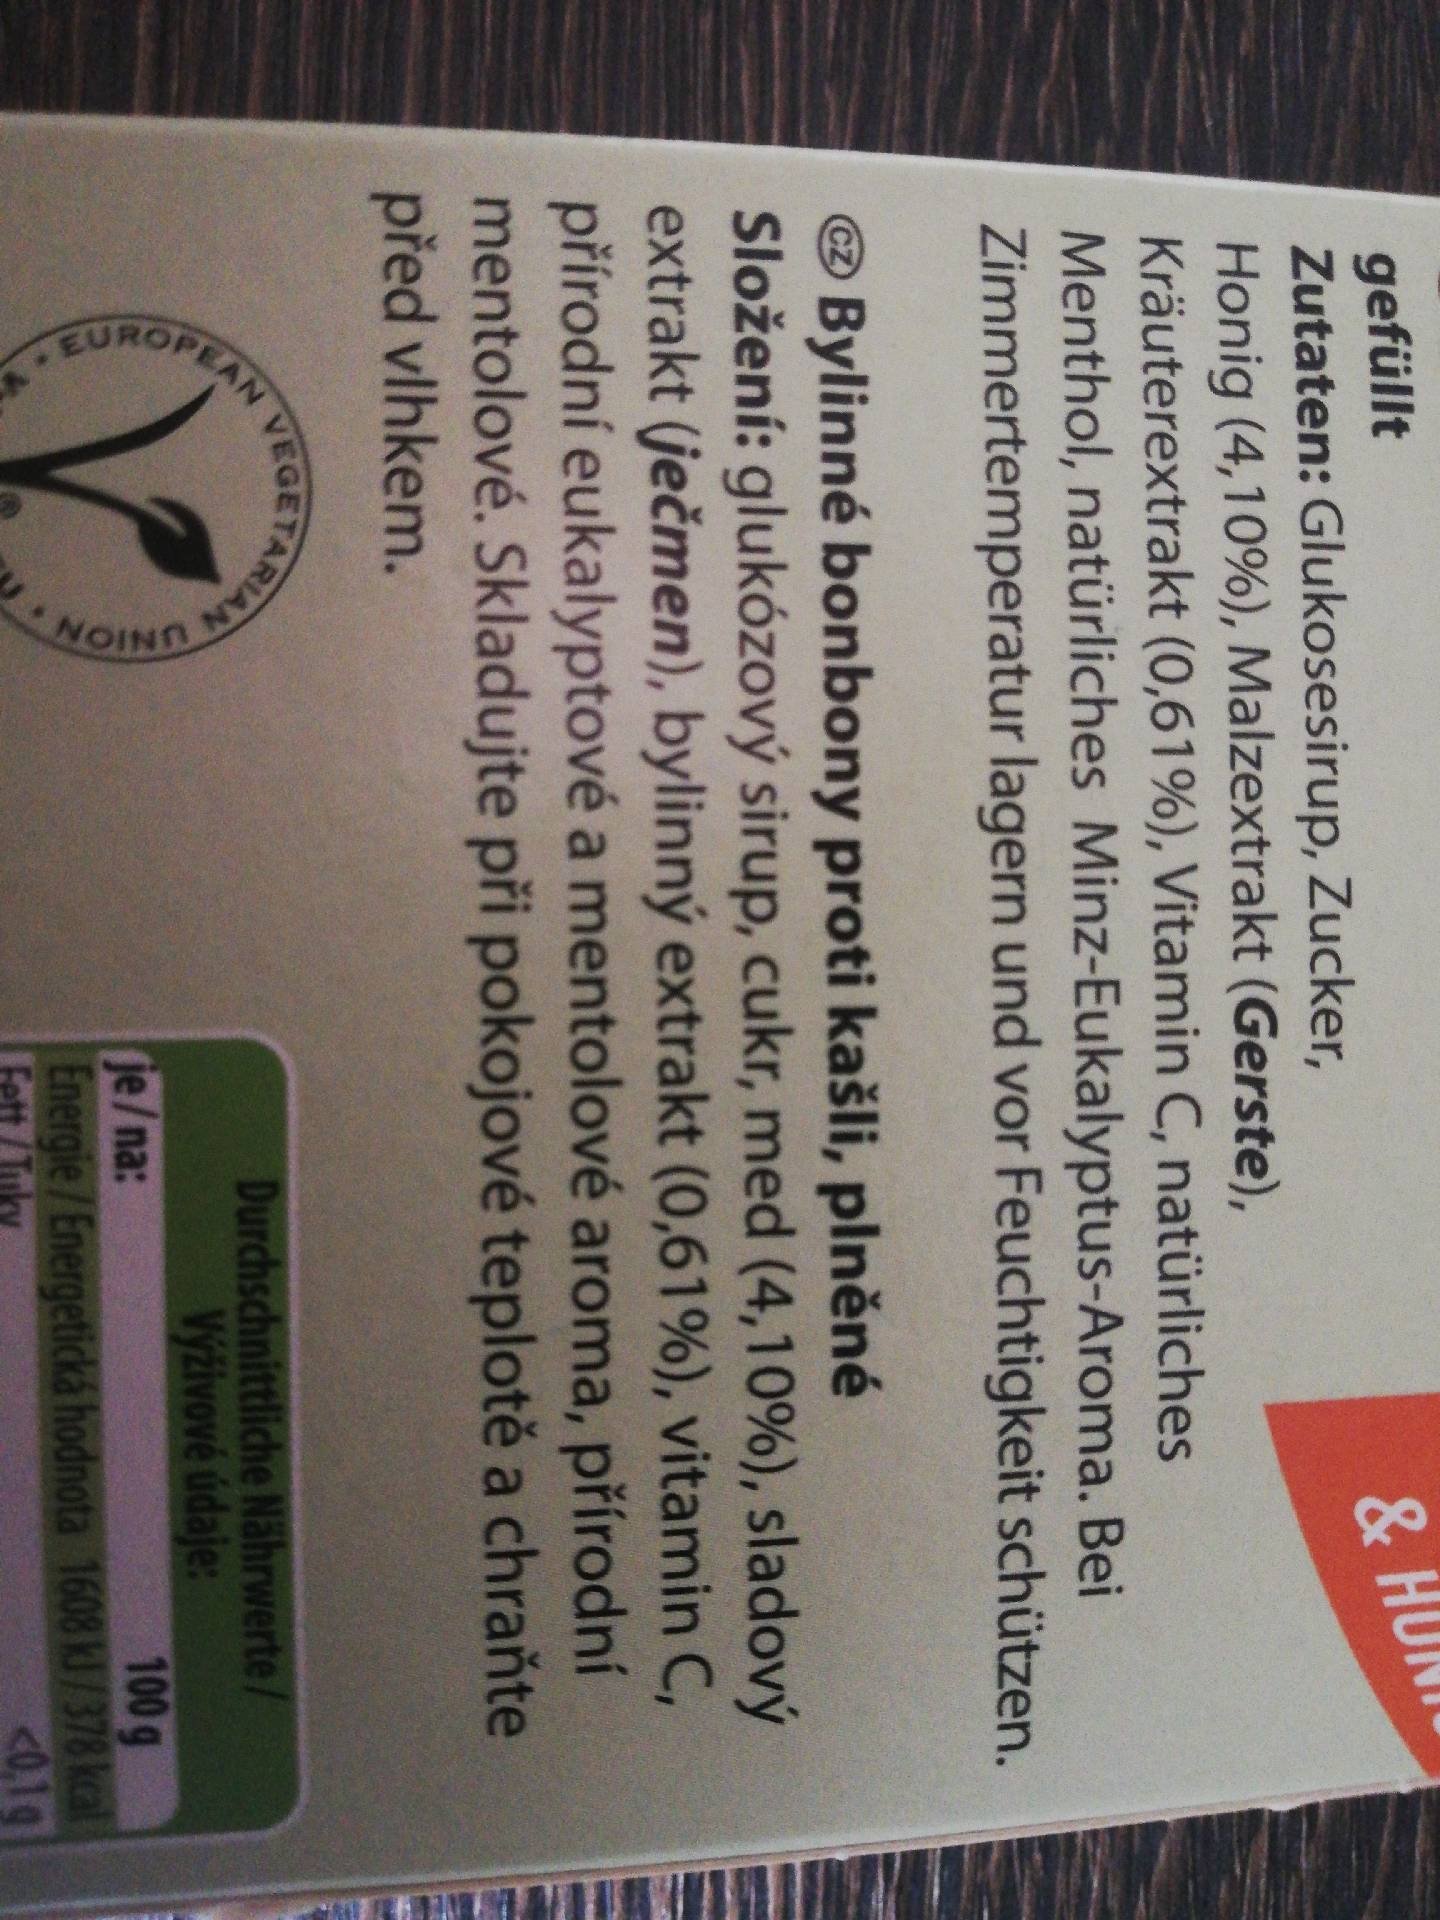 gefüllt
Zutaten: Glukosesirup, Zucker,
Honig (4,10%), Malzextrakt (Gerste),
Kräuterextrakt (0,61%), Vitamin C, natürliches
Menthol, natürliches Minz-Eukalyptus-Aroma. Bei
Zimmertemperatur lagern und vor Feuchtigkeit schützen.
CZ Bylinné bonbony proti kašli, plněné
Složení: glukózový sirup, cukr, med (4,10%), sladový
extrakt (ječmen), bylinný extrakt (0,61%), vitamin C,
přírodní eukalyptové a mentolové aroma, přírodní
mentolové. Skladujte při pokojové teplotě a chraňte
před vlhkem.
• EUROPEAN VEGETARIAN UNION •
®
Durchschnittliche Nährwerte /
Výživové údaje:
je / na: 100 g
Energie / Energetická hodnota 1608 kJ / 378 kcal
Fett / Tuky <0,1 g
&